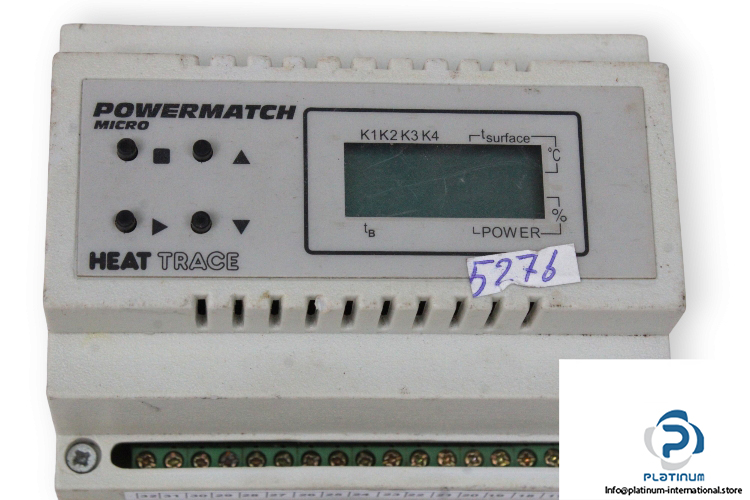 POWERMATCH
MICRO
K1 K2 K3 K4
tsurface
°C
%
tB
POWER
HEAT TRACE
5276
PLATINUM
Info@platinum-international.store